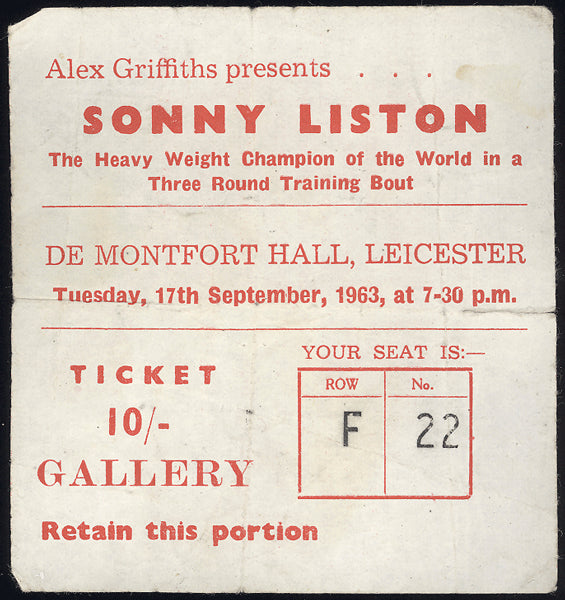 Alex Griffiths presents . . .
SONNY LISTON
The Heavy Weight Champion of the World in a
Three Round Training Bout
DE MONTFORT HALL, LEICESTER
Tuesday, 17th September, 1963, at 7-30 p.m.
TICKET
10/-
GALLERY
Retain this portion
YOUR SEAT IS:—
ROW No.
F 22